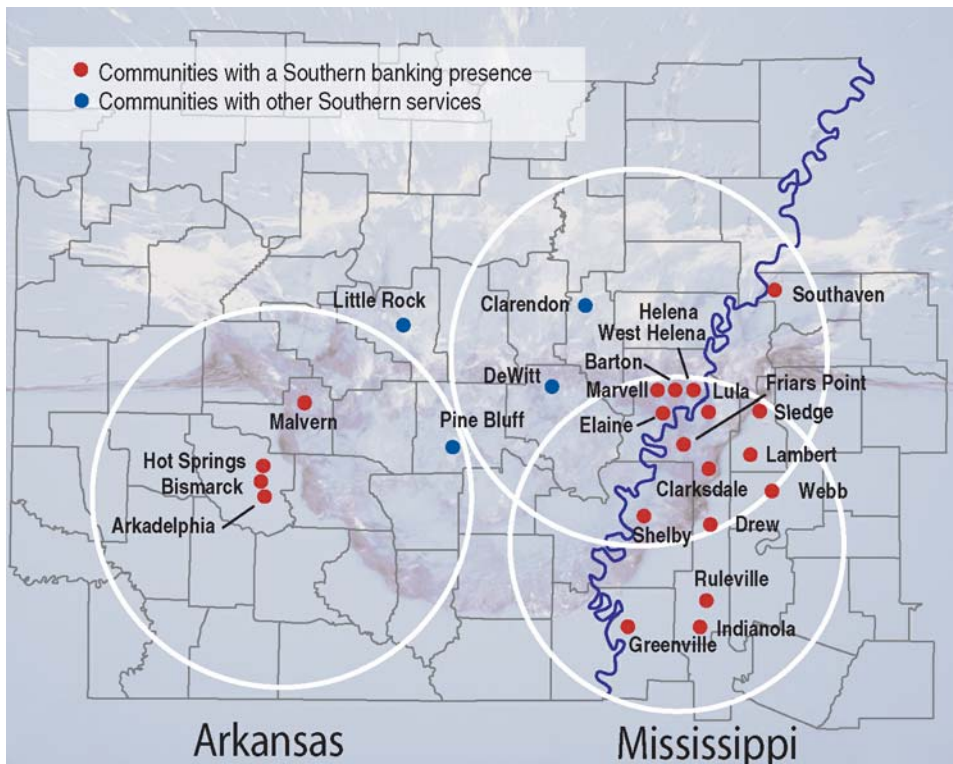 Communities with a Southern banking presence
Communities with other Southern services
Little Rock
Clarendon
Southaven
Helena
West Helena
Barton
DeWitt
Marvell
Lula
Friars Point
Malvern
Pine Bluff
Elaine
Sledge
Hot Springs
Lambert
Bismarck
Clarksdale
Webb
Arkadelphia
Shelby
Drew
Ruleville
Greenville
Indianola
Arkansas
Mississippi